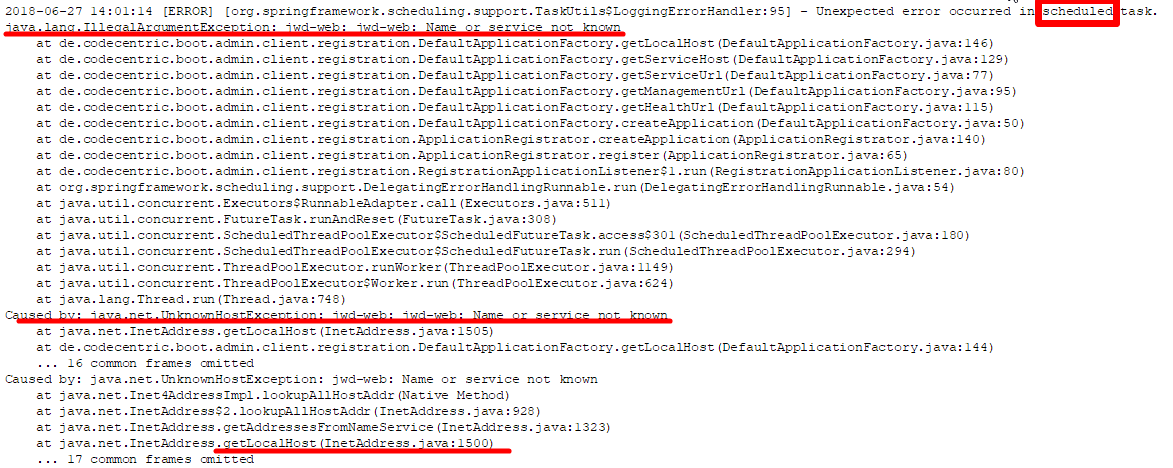 2018-06-27 14:01:14 [ERROR] [org.springframework.scheduling.support.TaskUtils$LoggingErrorHandler:95] - Unexpected error occurred in scheduled task.
java.lang.IllegalArgumentException: jwd-web: jwd-web: Name or service not known
at de.codecentric.boot.admin.client.registration.DefaultApplicationFactory.getLocalHost(DefaultApplicationFactory.java:146)
at de.codecentric.boot.admin.client.registration.DefaultApplicationFactory.getServiceHost(DefaultApplicationFactory.java:129)
at de.codecentric.boot.admin.client.registration.DefaultApplicationFactory.getServiceUrl(DefaultApplicationFactory.java:77)
at de.codecentric.boot.admin.client.registration.DefaultApplicationFactory.getManagementUrl(DefaultApplicationFactory.java:95)
at de.codecentric.boot.admin.client.registration.DefaultApplicationFactory.getHealthUrl(DefaultApplicationFactory.java:115)
at de.codecentric.boot.admin.client.registration.DefaultApplicationFactory.createApplication(DefaultApplicationFactory.java:50)
at de.codecentric.boot.admin.client.registration.ApplicationRegistrator.createApplication(ApplicationRegistrator.java:140)
at de.codecentric.boot.admin.client.registration.ApplicationRegistrator.register(ApplicationRegistrator.java:65)
at de.codecentric.boot.admin.client.registration.RegistrationApplicationListener$1.run(RegistrationApplicationListener.java:80)
at org.springframework.scheduling.support.DelegatingErrorHandlingRunnable.run(DelegatingErrorHandlingRunnable.java:54)
at java.util.concurrent.Executors$RunnableAdapter.call(Executors.java:511)
at java.util.concurrent.FutureTask.runAndReset(FutureTask.java:308)
at java.util.concurrent.ScheduledThreadPoolExecutor$ScheduledFutureTask.access$301(ScheduledThreadPoolExecutor.java:180)
at java.util.concurrent.ScheduledThreadPoolExecutor$ScheduledFutureTask.run(ScheduledThreadPoolExecutor.java:294)
at java.util.concurrent.ThreadPoolExecutor.runWorker(ThreadPoolExecutor.java:1149)
at java.util.concurrent.ThreadPoolExecutor$Worker.run(ThreadPoolExecutor.java:624)
at java.lang.Thread.run(Thread.java:748)
Caused by: java.net.UnknownHostException: jwd-web: jwd-web: Name or service not known
at java.net.InetAddress.getLocalHost(InetAddress.java:1505)
at de.codecentric.boot.admin.client.registration.DefaultApplicationFactory.getLocalHost(DefaultApplicationFactory.java:144)
... 16 common frames omitted
Caused by: java.net.UnknownHostException: jwd-web: Name or service not known
at java.net.Inet4AddressImpl.lookupAllHostAddr(Native Method)
at java.net.InetAddress$2.lookupAllHostAddr(InetAddress.java:928)
at java.net.InetAddress.getAddressesFromNameService(InetAddress.java:1323)
at java.net.InetAddress.getLocalHost(InetAddress.java:1500)
... 17 common frames omitted